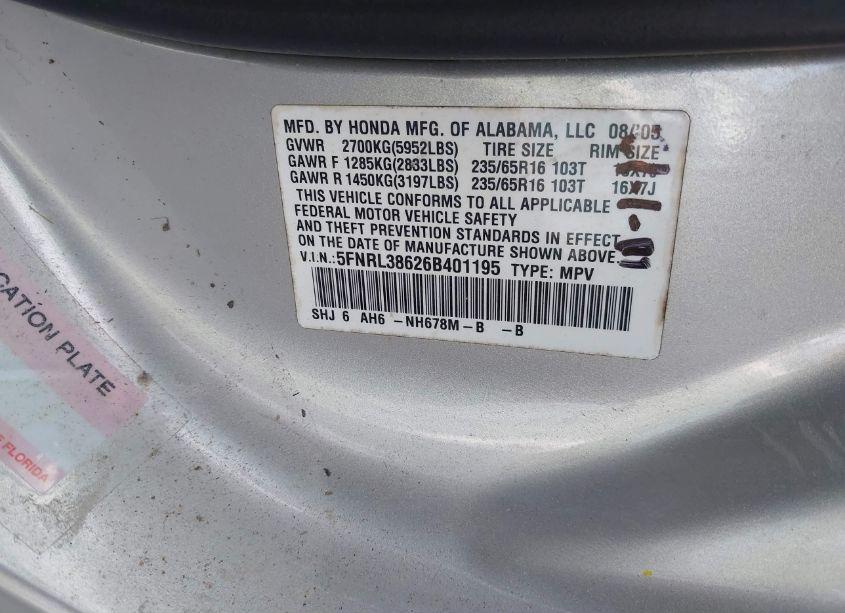 MFD. BY HONDA MFG. OF ALABAMA, LLC 08/05
GVWR 2700KG(5952LBS) TIRE SIZE RIM SIZE
GAWR F 1285KG(2833LBS) 235/65R16 103T
GAWR R 1450KG(3197LBS) 235/65R16 103T 16X7J
THIS VEHICLE CONFORMS TO ALL APPLICABLE
FEDERAL MOTOR VEHICLE SAFETY
AND THEFT PREVENTION STANDARDS IN EFFECT
ON THE DATE OF MANUFACTURE SHOWN ABOVE
V.I.N.:5FNRL38626B401195 TYPE: MPV
SHJ 6 AH6 -NH678M-B -B
CATION PLATE
FLORIDA